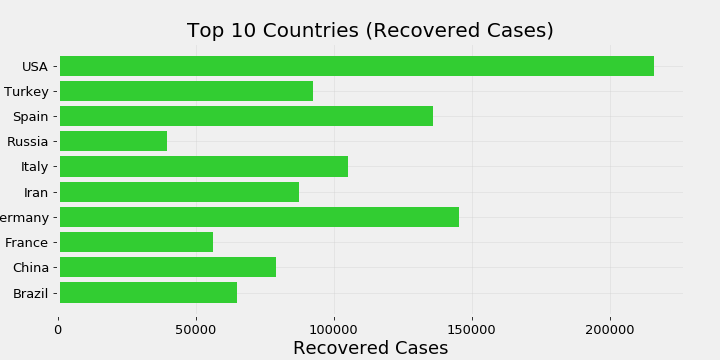 Top 10 Countries (Recovered Cases)
USA
Turkey
Spain
Russia
Italy
Iran
ermany
France
China
Brazil
0 50000 100000 150000 200000
Recovered Cases